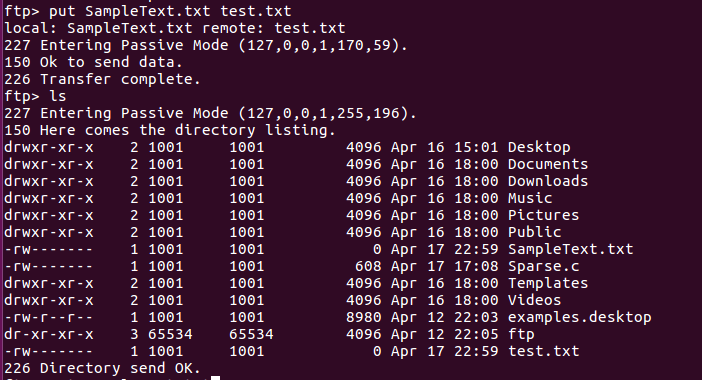 ftp> put SampleText.txt test.txt
local: SampleText.txt remote: test.txt
227 Entering Passive Mode (127,0,0,1,170,59).
150 Ok to send data.
226 Transfer complete.
ftp> ls
227 Entering Passive Mode (127,0,0,1,255,196).
150 Here comes the directory listing.
drwxr-xr-x    2 1001     1001         4096 Apr 16 15:01 Desktop
drwxr-xr-x    2 1001     1001         4096 Apr 16 18:00 Documents
drwxr-xr-x    2 1001     1001         4096 Apr 16 18:00 Downloads
drwxr-xr-x    2 1001     1001         4096 Apr 16 18:00 Music
drwxr-xr-x    2 1001     1001         4096 Apr 16 18:00 Pictures
drwxr-xr-x    2 1001     1001         4096 Apr 16 18:00 Public
-rw-------    1 1001     1001            0 Apr 17 22:59 SampleText.txt
-rw-------    1 1001     1001          608 Apr 17 17:08 Sparse.c
drwxr-xr-x    2 1001     1001         4096 Apr 16 18:00 Templates
drwxr-xr-x    2 1001     1001         4096 Apr 16 18:00 Videos
-rw-r--r--    1 1001     1001         8980 Apr 12 22:03 examples.desktop
dr-xr-xr-x    3 65534    65534        4096 Apr 12 22:05 ftp
-rw-------    1 1001     1001            0 Apr 17 22:59 test.txt
226 Directory send OK.